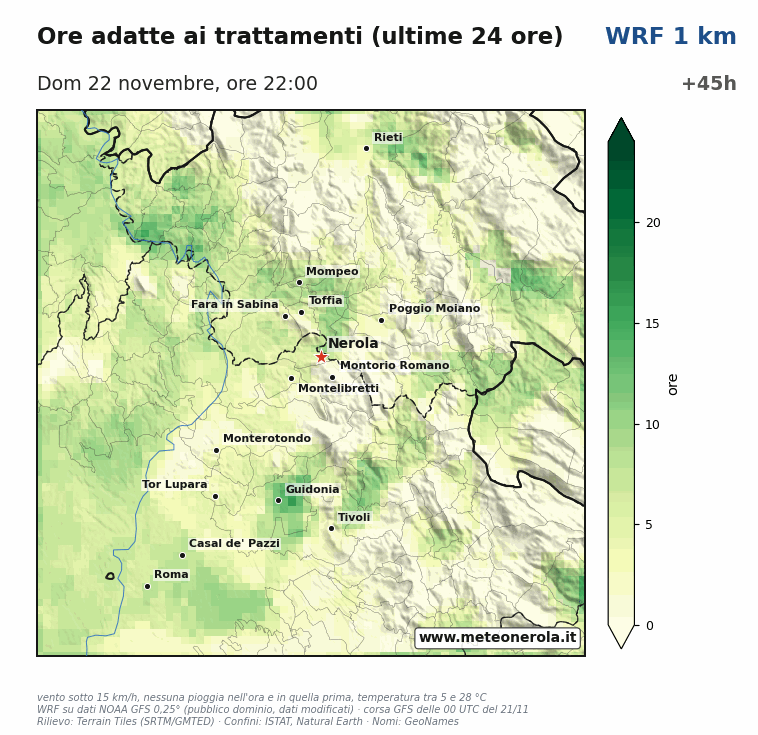 Ore adatte ai trattamenti (ultime 24 ore)
WRF 1 km
Dom 22 novembre, ore 22:00
+45h
Rieti
Mompeo
Fara in Sabina
Toffia
Poggio Moiano
Nerola
Montorio Romano
Montelibretti
Monterotondo
Tor Lupara
Guidonia
Tivoli
Casal de' Pazzi
Roma
www.meteonerola.it
20
15
10
5
0
ore
vento sotto 15 km/h, nessuna pioggia nell'ora e in quella prima, temperatura tra 5 e 28 °C
WRF su dati NOAA GFS 0,25° (pubblico dominio, dati modificati) · corsa GFS delle 00 UTC del 21/11
Rilievo: Terrain Tiles (SRTM/GMTED) · Confini: ISTAT, Natural Earth · Nomi: GeoNames